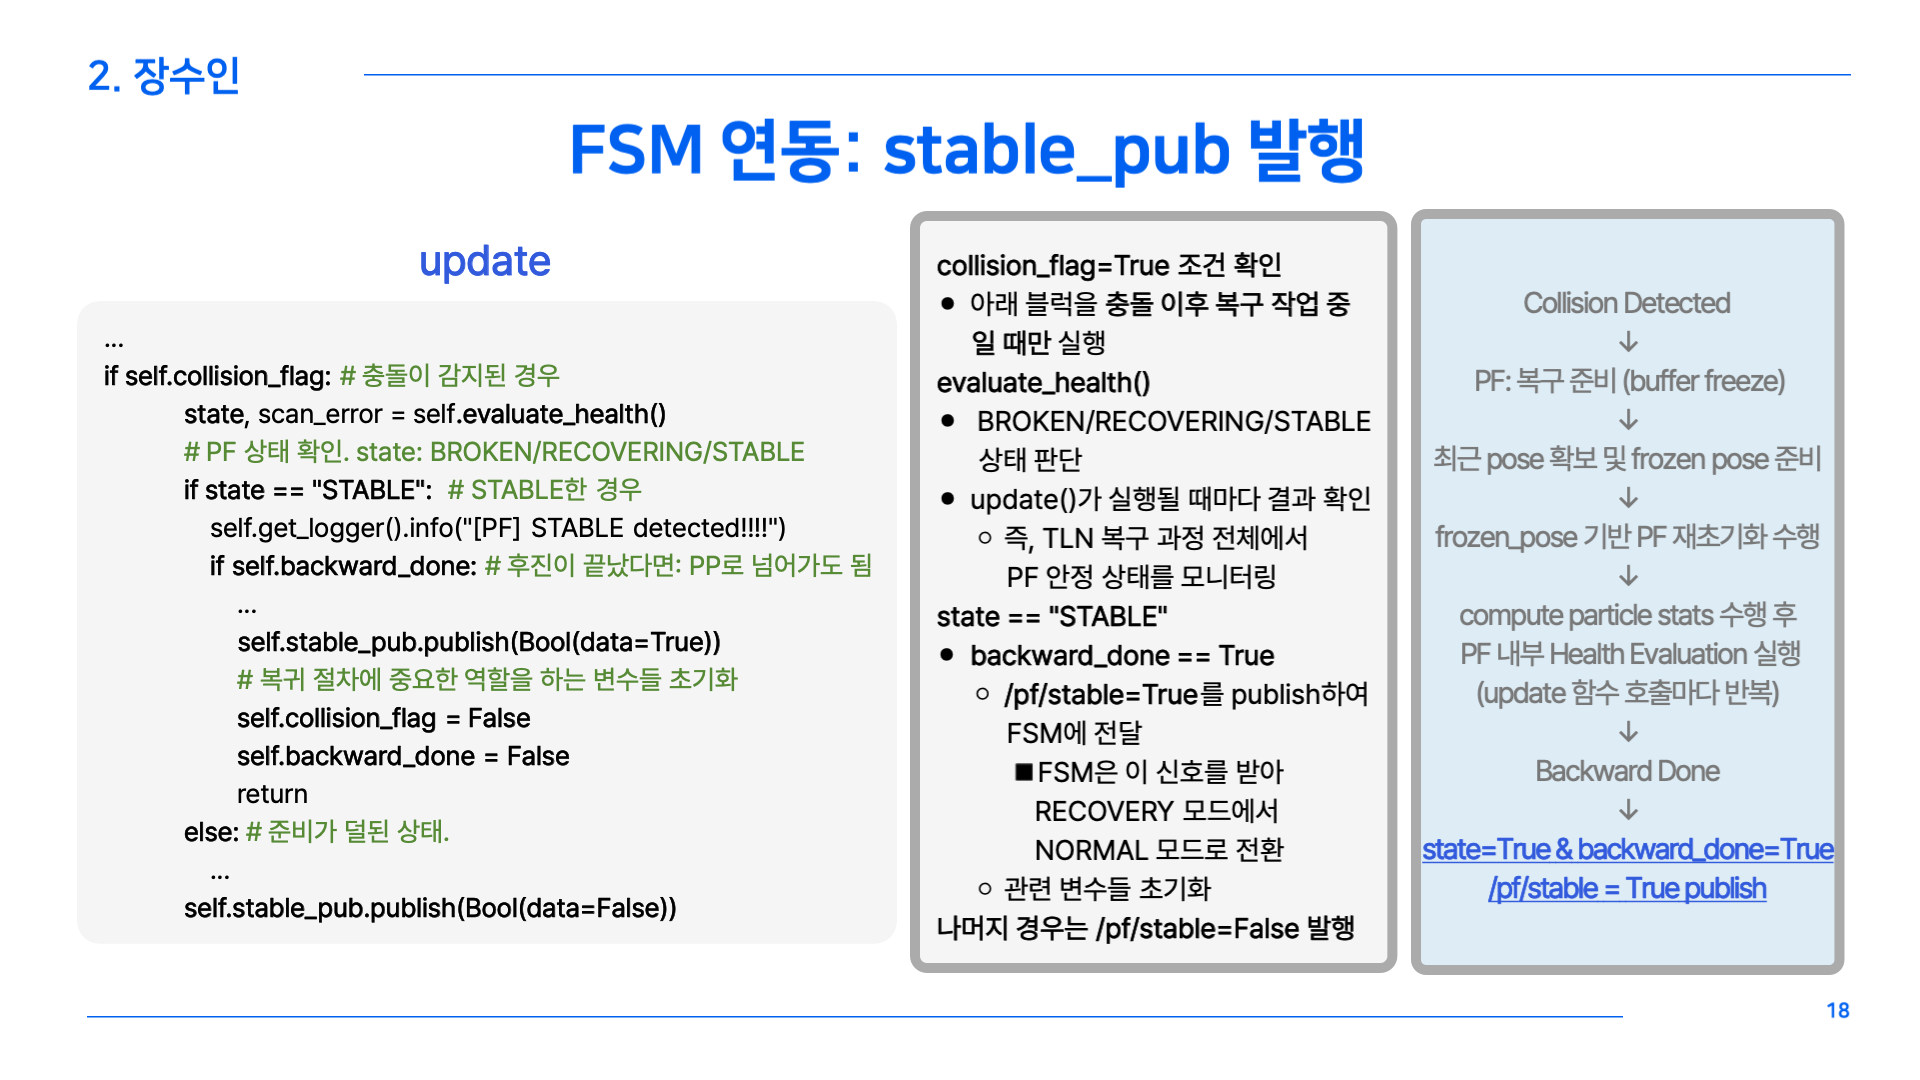 2. 장수인
FSM 연동: stable_pub 발행
update
...
if self.collision_flag: # 충돌이 감지된 경우
state, scan_error = self.evaluate_health()
# PF 상태 확인. state: BROKEN/RECOVERING/STABLE
if state == "STABLE": # STABLE한 경우
self.get_logger().info("[PF] STABLE detected!!!!")
if self.backward_done: # 후진이 끝났다면: PP로 넘어가도 됨
...
self.stable_pub.publish(Bool(data=True))
# 복귀 절차에 중요한 역할을 하는 변수들 초기화
self.collision_flag = False
self.backward_done = False
return
else: # 준비가 덜된 상태.
...
self.stable_pub.publish(Bool(data=False))
collision_flag=True 조건 확인
● 아래 블럭을 충돌 이후 복구 작업 중
일 때만 실행
evaluate_health()
● BROKEN/RECOVERING/STABLE
상태 판단
● update()가 실행될 때마다 결과 확인
○ 즉, TLN 복구 과정 전체에서
PF 안정 상태를 모니터링
state == "STABLE"
● backward_done == True
○ /pf/stable=True를 publish하여
FSM에 전달
■ FSM은 이 신호를 받아
RECOVERY 모드에서
NORMAL 모드로 전환
○ 관련 변수들 초기화
나머지 경우는 /pf/stable=False 발행
Collision Detected
↓
PF: 복구 준비 (buffer freeze)
↓
최근 pose 확보 및 frozen pose 준비
↓
frozen_pose 기반 PF 재초기화 수행
↓
compute particle stats 수행 후
PF 내부 Health Evaluation 실행
(update 함수 호출마다 반복)
↓
Backward Done
↓
state=True & backward_done=True
/pf/stable = True publish
18